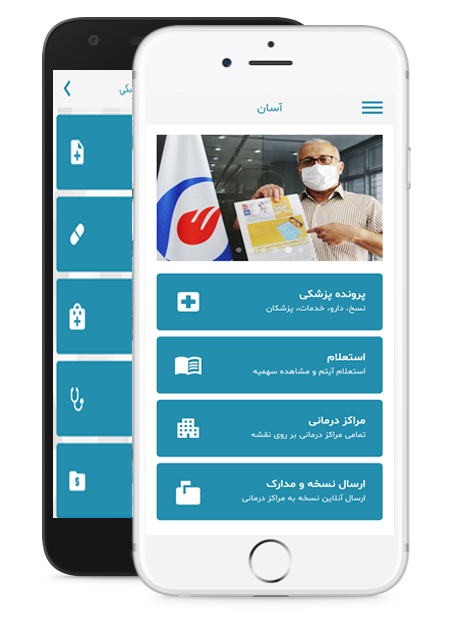 آسان
پرونده پزشکی
نسخ، دارو، خدمات، پزشکان
استعلام
استعلام آیتم و مشاهده سهمیه
مراکز درمانی
تمامی مراکز درمانی بر روی نقشه
ارسال نسخه و مدارک
ارسال آنلاین نسخه به مراکز درمانی